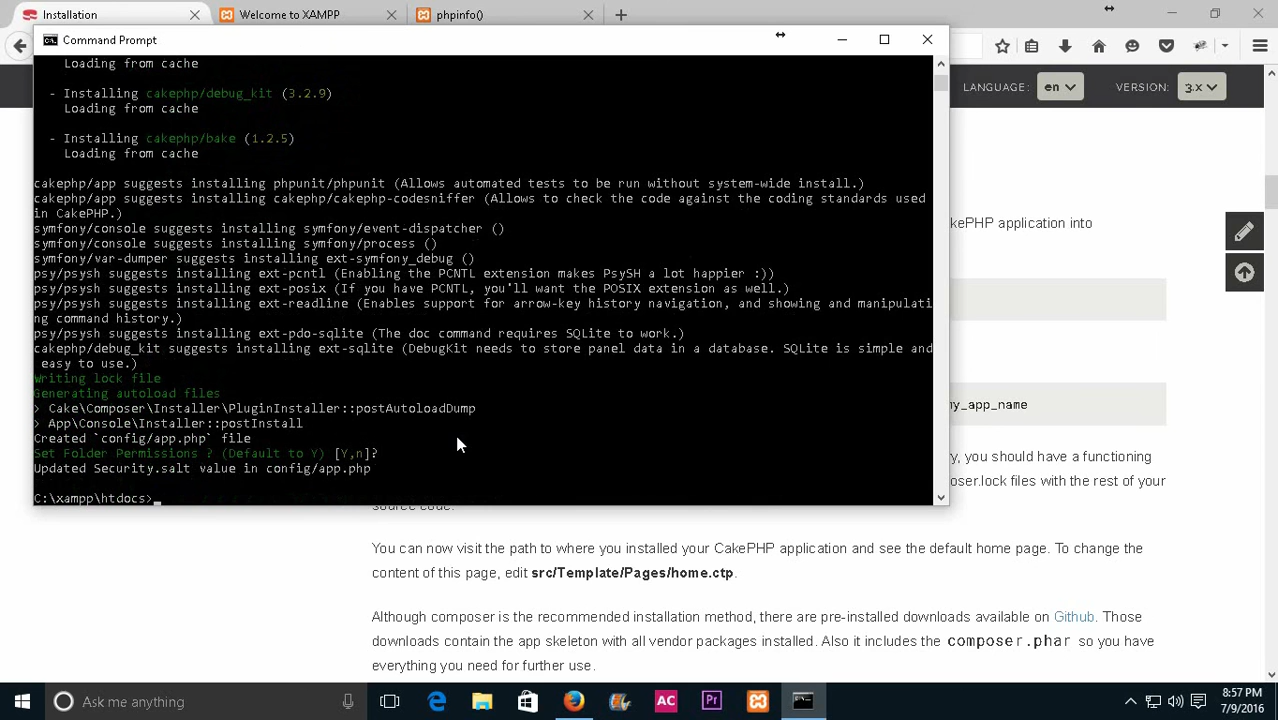 Installation
Welcome to XAMPP
phpinfo()
Command Prompt
LANGUAGE:
en
VERSION:
3.x
Loading from cache
- Installing cakephp/debug_kit (3.2.9)
Loading from cache
- Installing cakephp/bake (1.2.5)
Loading from cache
cakephp/app suggests installing phpunit/phpunit (Allows automated tests to be run without system-wide install.)
cakephp/app suggests installing cakephp/cakephp-codesniffer (Allows to check the code against the coding standards used
in CakePHP.)
symfony/console suggests installing symfony/event-dispatcher ()
symfony/console suggests installing symfony/process ()
symfony/var-dumper suggests installing ext-symfony_debug ()
psy/psysh suggests installing ext-pcntl (Enabling the PCNTL extension makes PsySH a lot happier :))
psy/psysh suggests installing ext-posix (If you have PCNTL, you'll want the POSIX extension as well.)
psy/psysh suggests installing ext-readline (Enables support for arrow-key history navigation, and showing and manipulati
ng command history.)
psy/psysh suggests installing ext-pdo-sqlite (The doc command requires SQLite to work.)
cakephp/debug_kit suggests installing ext-sqlite (DebugKit needs to store panel data in a database. SQLite is simple and
easy to use.)
Writing lock file
Generating autoload files
> Cake\Composer\Installer\PluginInstaller::postAutoloadDump
> App\Console\Installer::postInstall
Created `config/app.php` file
Set Folder Permissions ? (Default to Y) [Y,n]?
Updated Security.salt value in config/app.php
C:\xampp\htdocs>
akePHP application into
my_app_name
ry, you should have a functioning
poser.lock files with the rest of your
source code.
You can now visit the path to where you installed your CakePHP application and see the default home page. To change the
content of this page, edit src/Template/Pages/home.ctp.
Although composer is the recommended installation method, there are pre-installed downloads available on Github. Those
downloads contain the app skeleton with all vendor packages installed. Also it includes the composer.phar so you have
everything you need for further use.
Ask me anything
AC
Pr
8:57 PM
7/9/2016